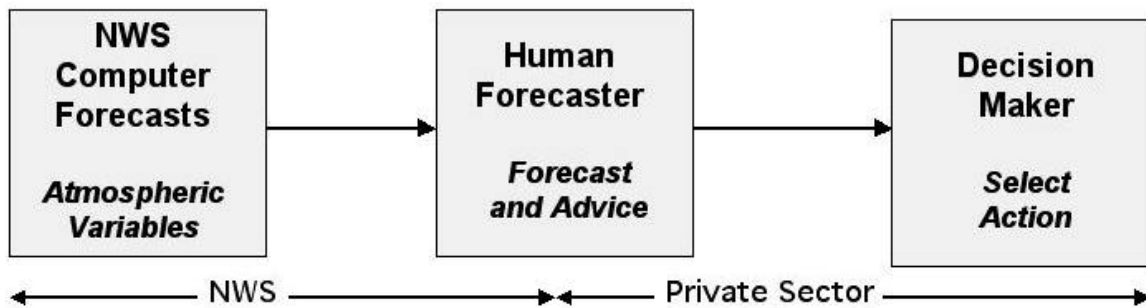 NWS
Computer
Forecasts
Atmospheric
Variables
Human
Forecaster
Forecast
and Advice
Decision
Maker
Select
Action
NWS
Private Sector